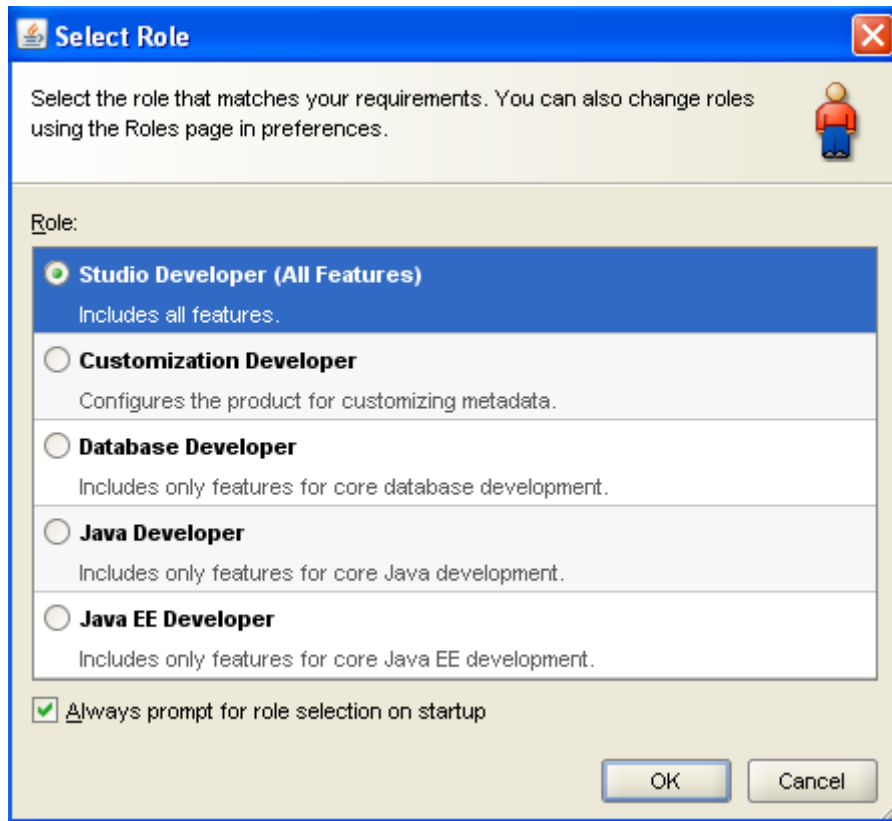 Select Role
Select the role that matches your requirements. You can also change roles
using the Roles page in preferences.
Role:
Studio Developer (All Features)
Includes all features.
Customization Developer
Configures the product for customizing metadata.
Database Developer
Includes only features for core database development.
Java Developer
Includes only features for core Java development.
Java EE Developer
Includes only features for core Java EE development.
Always prompt for role selection on startup
OK Cancel